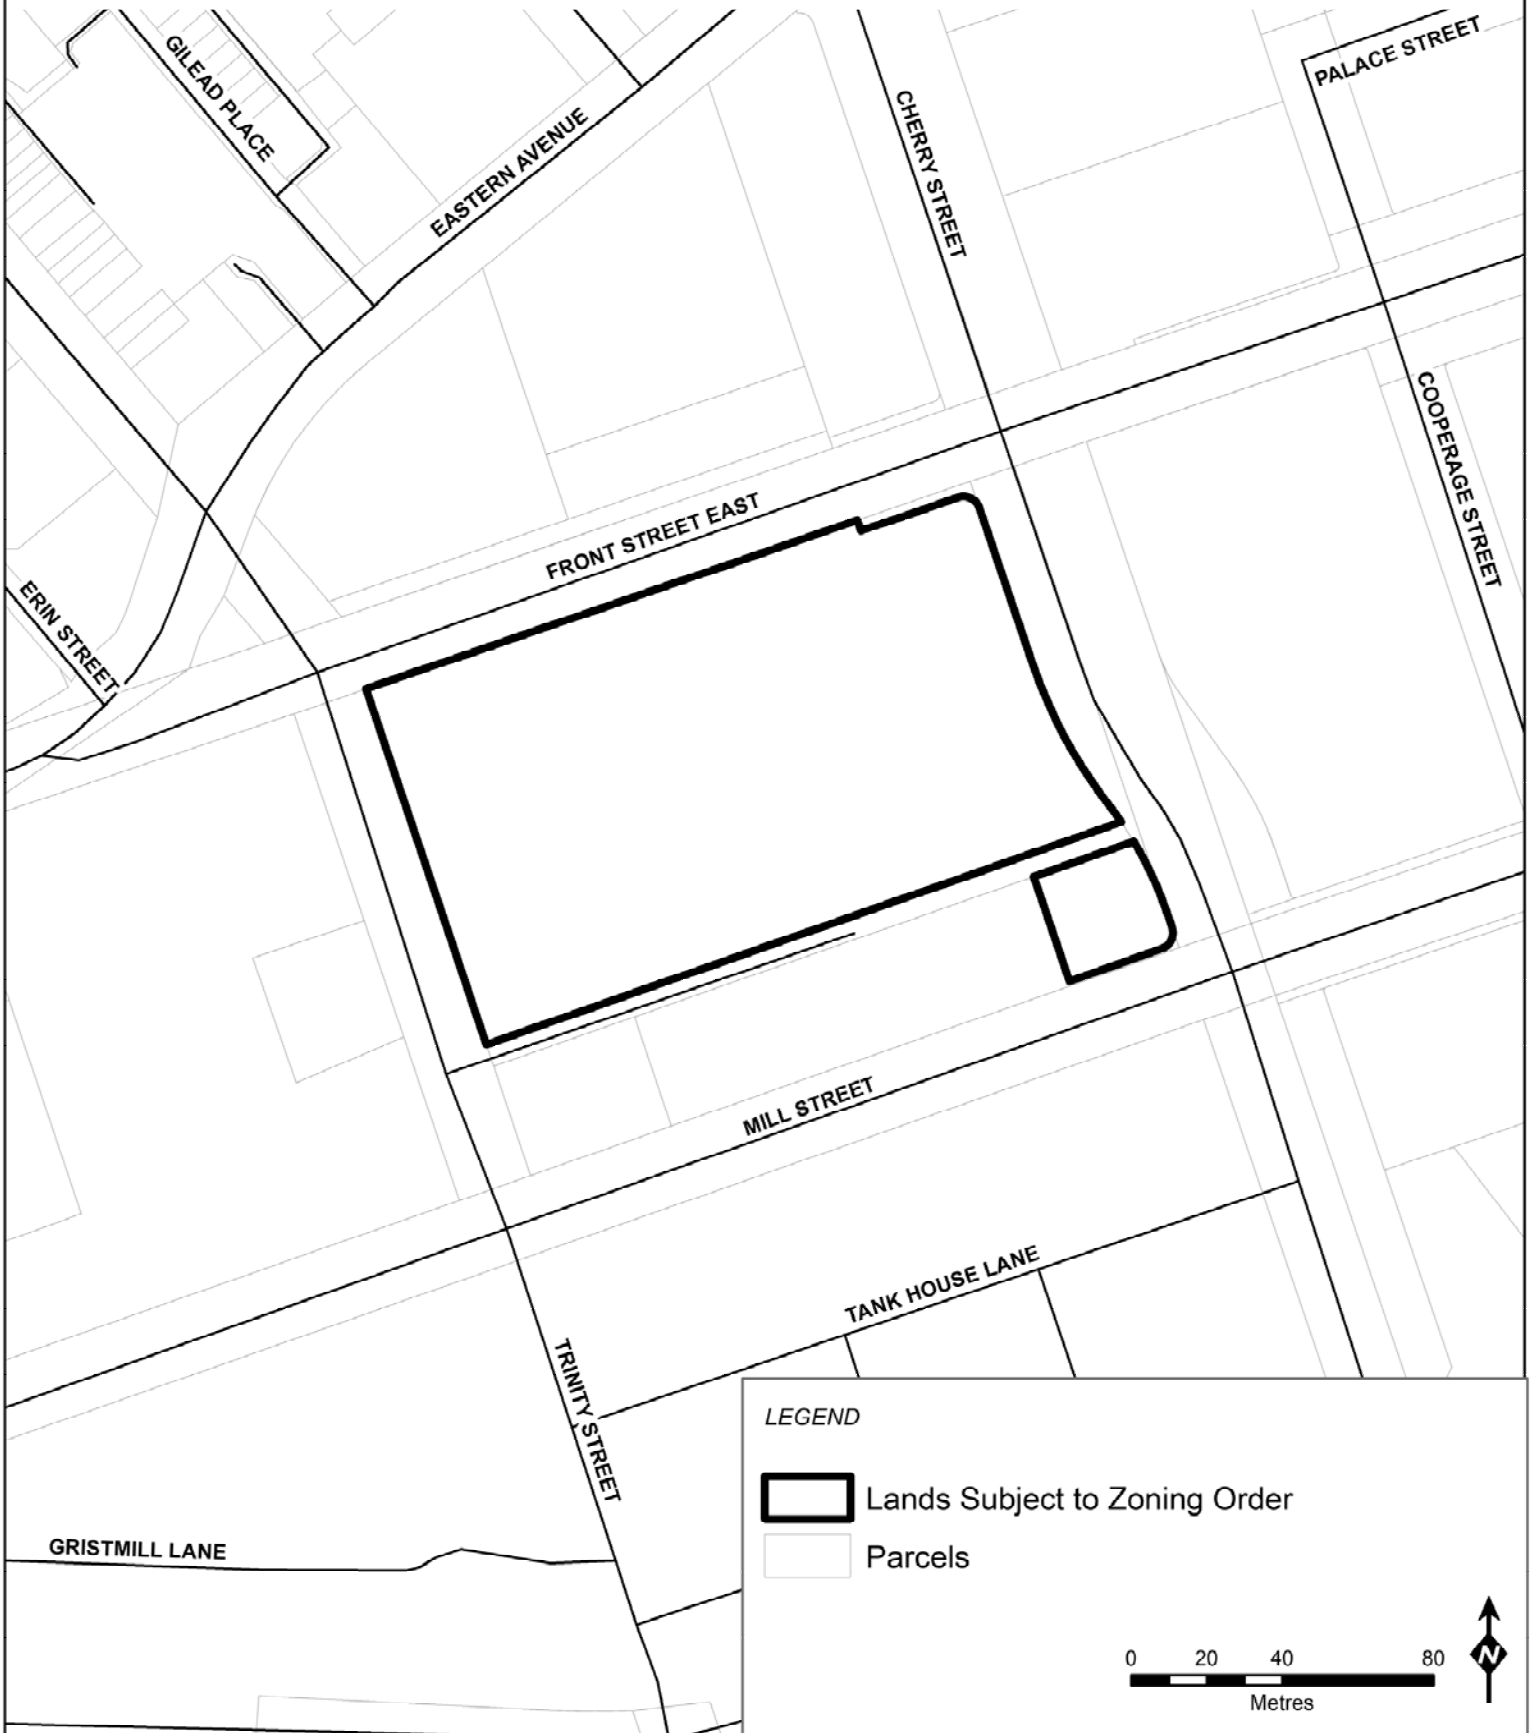 PALACE STREET
GILEAD PLACE
EASTERN AVENUE
CHERRY STREET
COOPERAGE STREET
FRONT STREET EAST
ERIN STREET
MILL STREET
TANK HOUSE LANE
TRINITY STREET
GRISTMILL LANE
LEGEND
Lands Subject to Zoning Order
Parcels
0 20 40 80
Metres
N